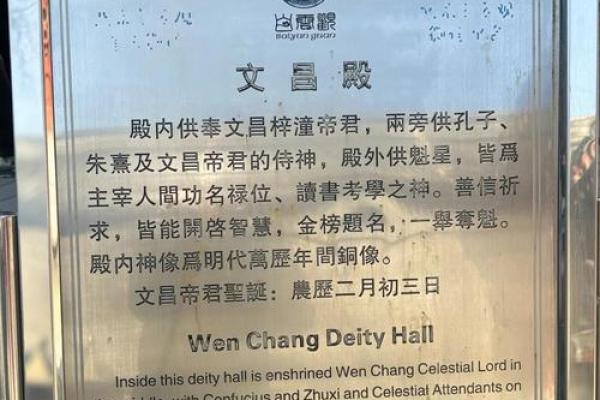 白雲觀
Baiyun guan
文昌殿
殿内供奉文昌梓潼帝君，兩旁供孔子、
朱熹及文昌帝君的侍神，殿外供魁星，皆爲
主宰人間功名禄位、讀書考學之神。善信祈
求，皆能開啓智慧，金榜題名，一舉奪魁。
殿内神像爲明代萬歷年間銅像。
文昌帝君聖誕：農歷二月初三日
Wen Chang Deity Hall
Inside this deity hall is enshrined Wen Chang Celestial Lord in
middle, with Confucius and Zhuxi and Celestial Attendants on